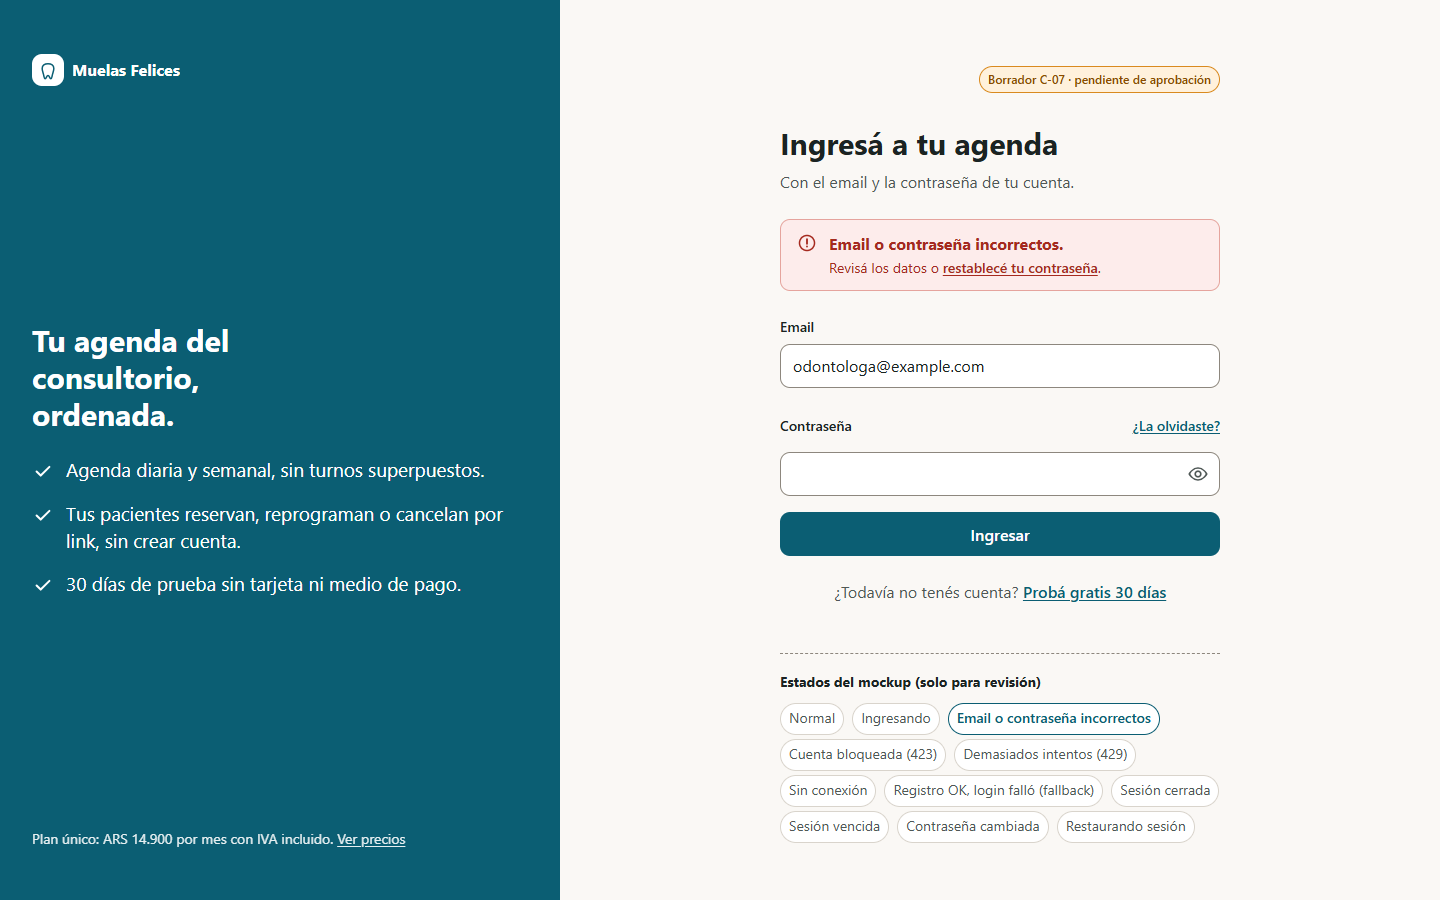 Muelas Felices
Tu agenda del
consultorio,
ordenada.
Agenda diaria y semanal, sin turnos superpuestos.
Tus pacientes reservan, reprograman o cancelan por
link, sin crear cuenta.
30 días de prueba sin tarjeta ni medio de pago.
Plan único: ARS 14.900 por mes con IVA incluido. Ver precios
Borrador C-07 · pendiente de aprobación
Ingresá a tu agenda
Con el email y la contraseña de tu cuenta.
Email o contraseña incorrectos.
Revisá los datos o restablecé tu contraseña.
Email
odontologa@example.com
Contraseña ¿La olvidaste?
Ingresar
¿Todavía no tenés cuenta? Probá gratis 30 días
Estados del mockup (solo para revisión)
Normal Ingresando Email o contraseña incorrectos
Cuenta bloqueada (423) Demasiados intentos (429)
Sin conexión Registro OK, login falló (fallback) Sesión cerrada
Sesión vencida Contraseña cambiada Restaurando sesión